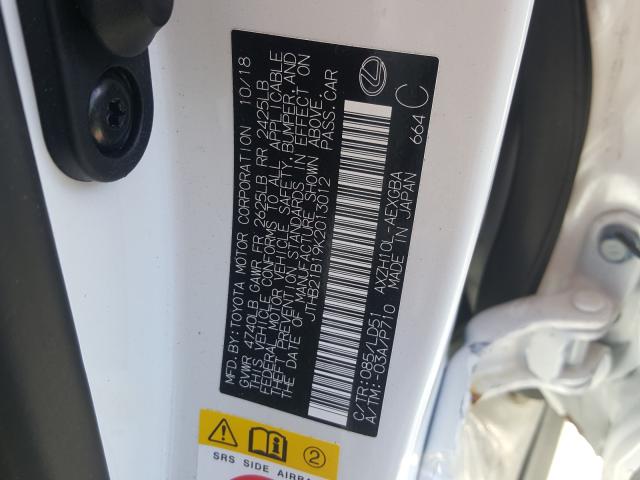 MFD BY: TOYOTA MOTOR CORPORATION 10/18
GVWR 4740LB GAWR FR 2625LB RR 2425LB
THIS VEHICLE CONFORMS TO ALL APPLICABLE
FEDERAL MOTOR VEHICLE SAFETY, BUMPER, AND
THEFT PREVENTION STANDARDS IN EFFECT ON
THE DATE OF MANUFACTURE SHOWN ABOVE.
JTHB21B19K2013012 PASS. CAR
C/TR: 085/LD51 AXZH10L-AEXGBA
A/TM: -03A/P710 MADE IN JAPAN
664 C
2
SRS SIDE AIRBA